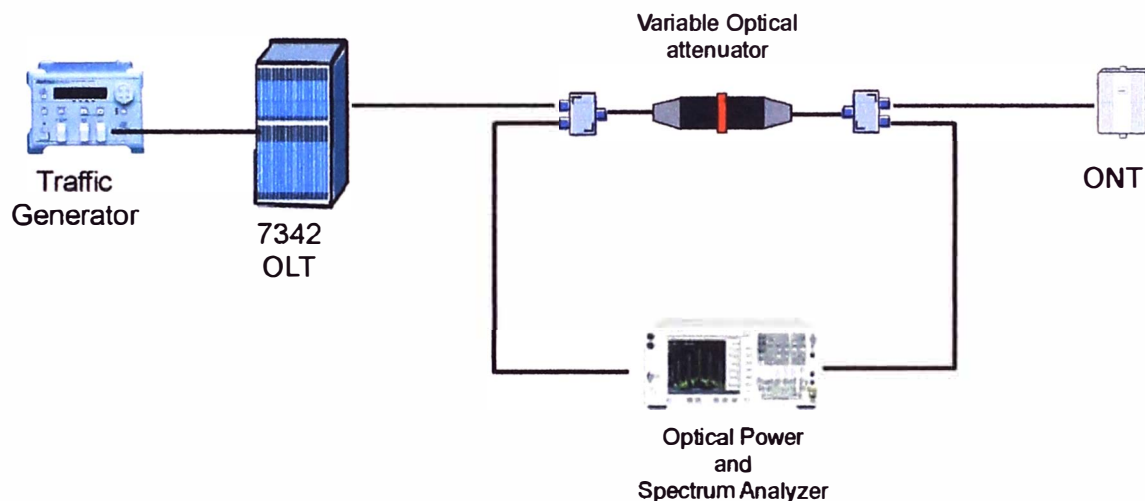 Variable Optical
attenuator
Traffic
Generator
7342
OLT
ONT
Optical Power
and
Spectrum Analyzer